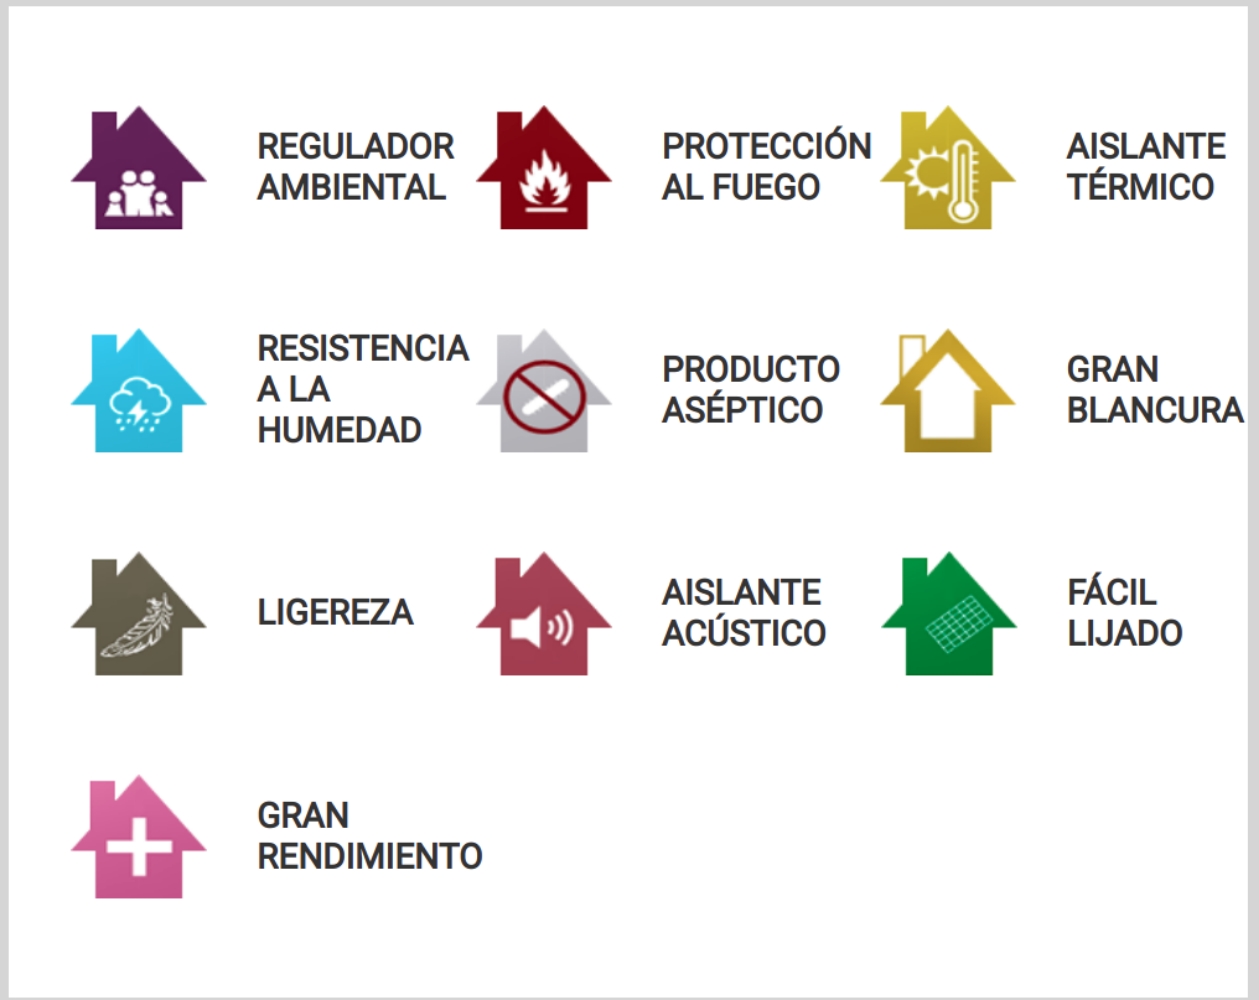 REGULADOR
AMBIENTAL
PROTECCIÓN
AL FUEGO
AISLANTE
TÉRMICO
RESISTENCIA
A LA
HUMEDAD
PRODUCTO
ASÉPTICO
GRAN
BLANCURA
LIGEREZA
AISLANTE
ACÚSTICO
FÁCIL
LIJADO
GRAN
RENDIMIENTO